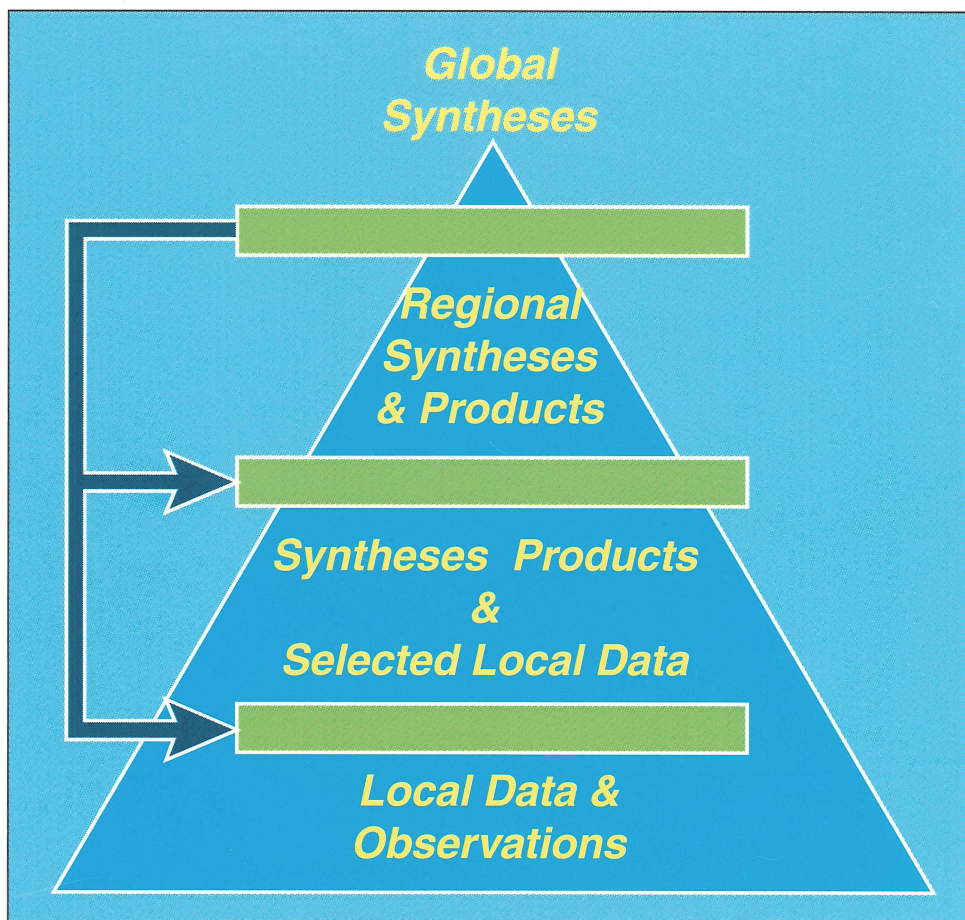 Global
Syntheses
Regional
Syntheses
& Products
Syntheses Products
&
Selected Local Data
Local Data &
Observations